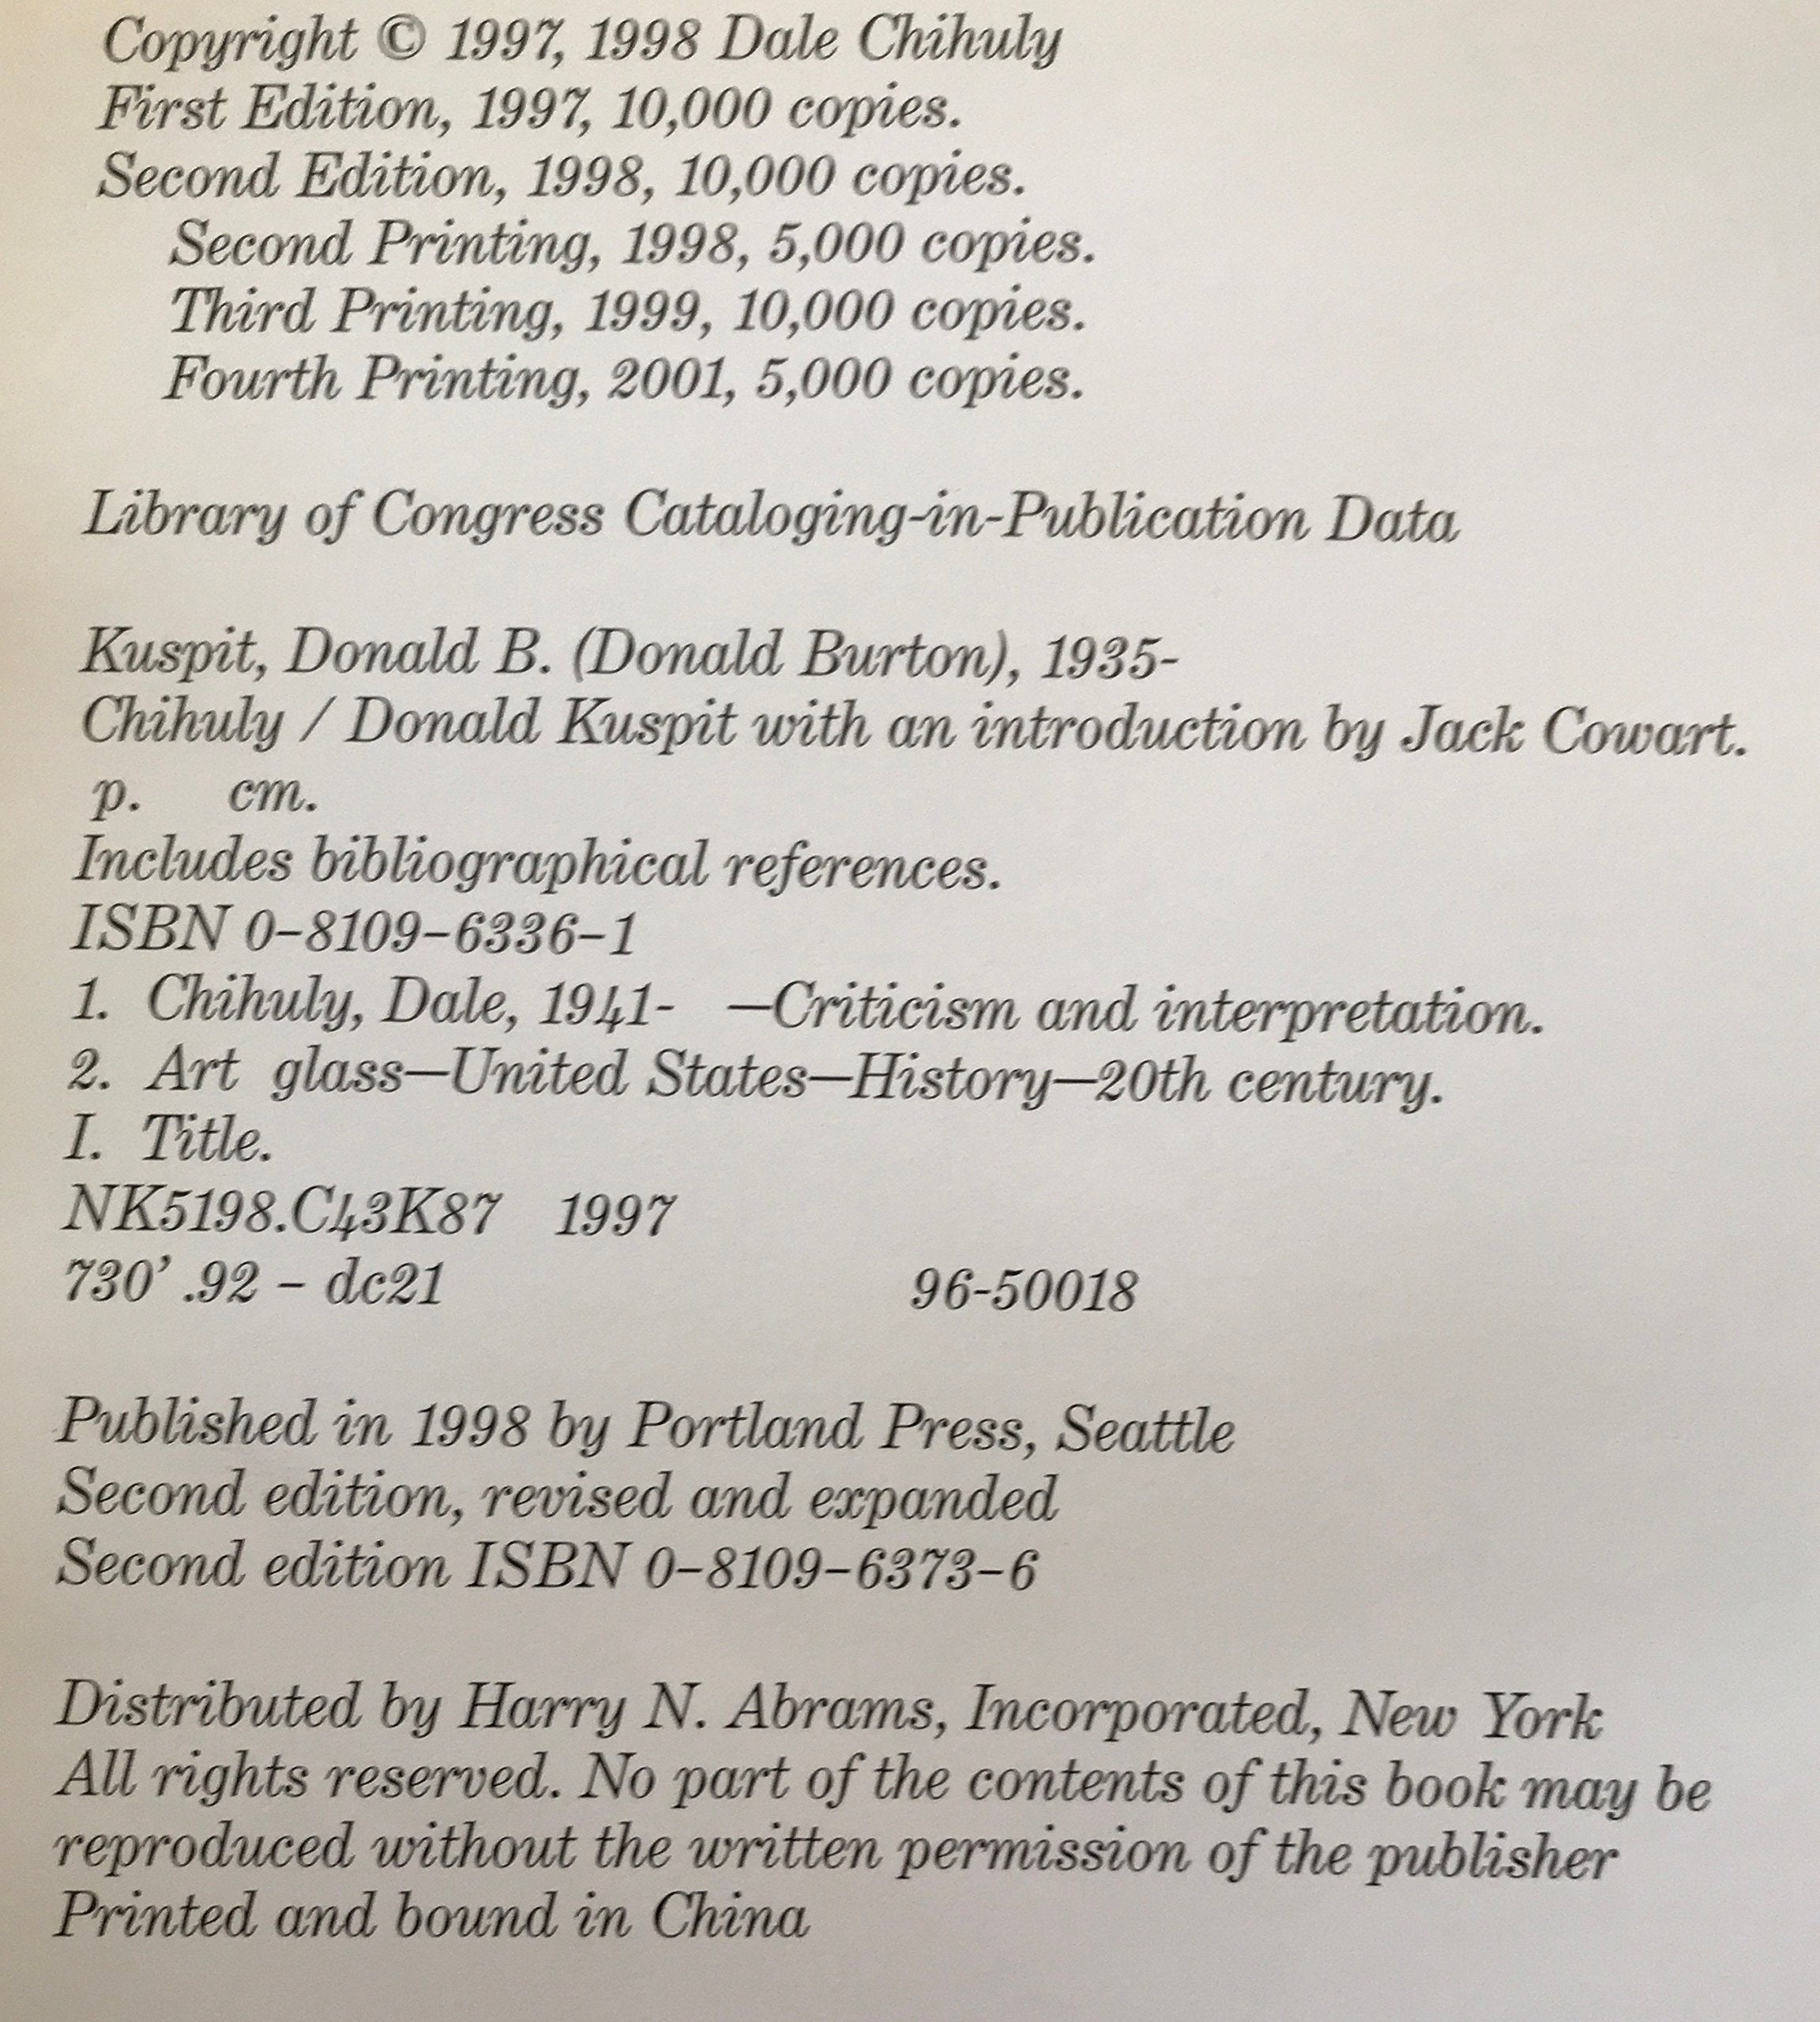 Copyright © 1997, 1998 Dale Chihuly
First Edition, 1997, 10,000 copies.
Second Edition, 1998, 10,000 copies.
Second Printing, 1998, 5,000 copies.
Third Printing, 1999, 10,000 copies.
Fourth Printing, 2001, 5,000 copies.
Library of Congress Cataloging-in-Publication Data
Kuspit, Donald B. (Donald Burton), 1935-
Chihuly / Donald Kuspit with an introduction by Jack Cowart.
p. cm.
Includes bibliographical references.
ISBN 0–8109–6336–1
1. Chihuly, Dale, 1941- —Criticism and interpretation.
2. Art glass—United States—History—20th century.
I. Title.
NK5198.C43K87 1997
730’ .92 – dc21 96-50018
Published in 1998 by Portland Press, Seattle
Second edition, revised and expanded
Second edition ISBN 0–8109–6373–6
Distributed by Harry N. Abrams, Incorporated, New York
All rights reserved. No part of the contents of this book may be
reproduced without the written permission of the publisher
Printed and bound in China